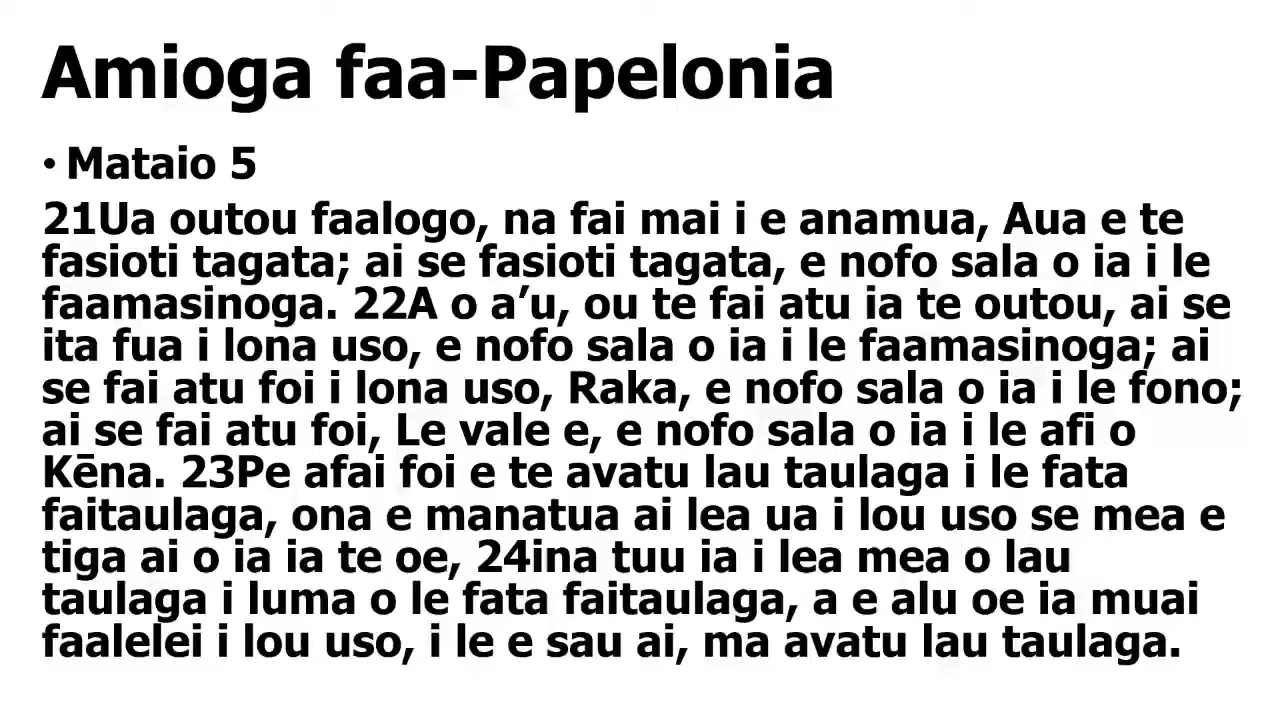 Amioga faa-Papelonia
• Mataio 5
21Ua outou faalogo, na fai mai i e anamua, Aua e te
fasioti tagata; ai se fasioti tagata, e nofo sala o ia i le
faamasinoga. 22A o a’u, ou te fai atu ia te outou, ai se
ita fua i lona uso, e nofo sala o ia i le faamasinoga; ai
se fai atu foi i lona uso, Raka, e nofo sala o ia i le fono;
ai se fai atu foi, Le vale e, e nofo sala o ia i le afi o
Kēna. 23Pe afai foi e te avatu lau taulaga i le fata
faitaulaga, ona e manatua ai lea ua i lou uso se mea e
tiga ai o ia ia te oe, 24ina tuu ia i lea mea o lau
taulaga i luma o le fata faitaulaga, a e alu oe ia muai
faalelei i lou uso, i le e sau ai, ma avatu lau taulaga.